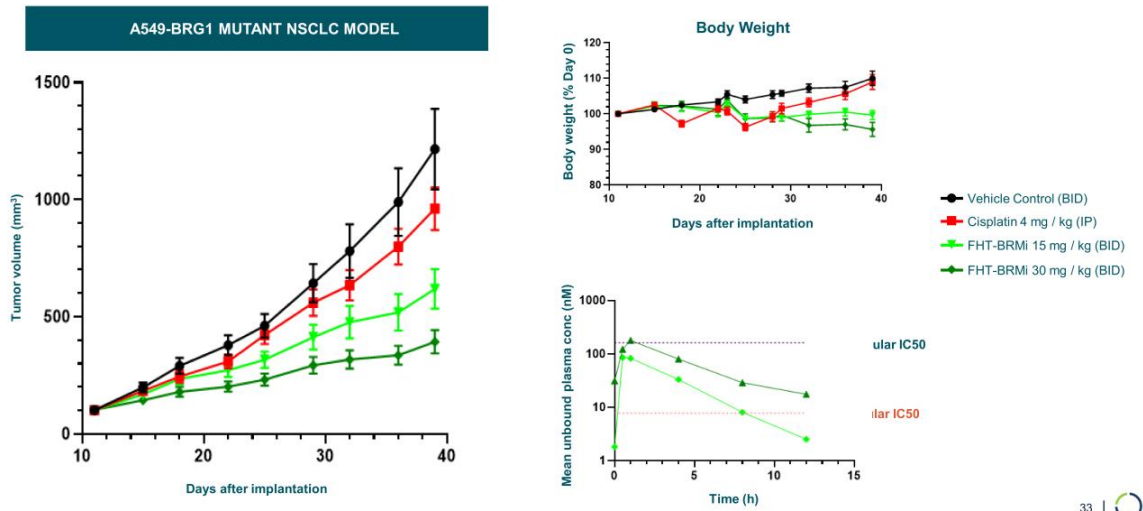 A549-BRG1 MUTANT NSCLC MODEL
1500
1000
500
0
10
20
30
40
Tumor volume (mm³)
Days after implantation
Body Weight
120
110
100
90
80
10
20
30
40
Body weight (% Day 0)
Days after implantation
Vehicle Control (BID)
Cisplatin 4 mg / kg (IP)
FHT-BRMi 15 mg / kg (BID)
FHT-BRMi 30 mg / kg (BID)
1000
100
10
1
0
5
10
15
Mean unbound plasma conc (nM)
Time (h)
ular IC50
lar IC50
33 |